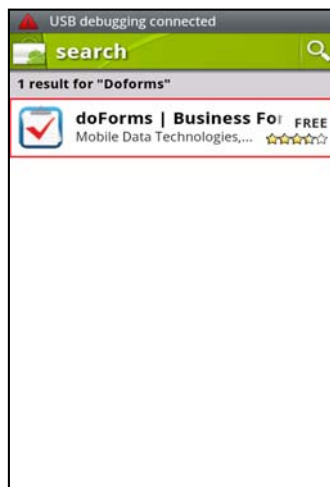 USB debugging connected
search
1 result for "Doforms"
doForms | Business For
FREE
Mobile Data Technologies,...